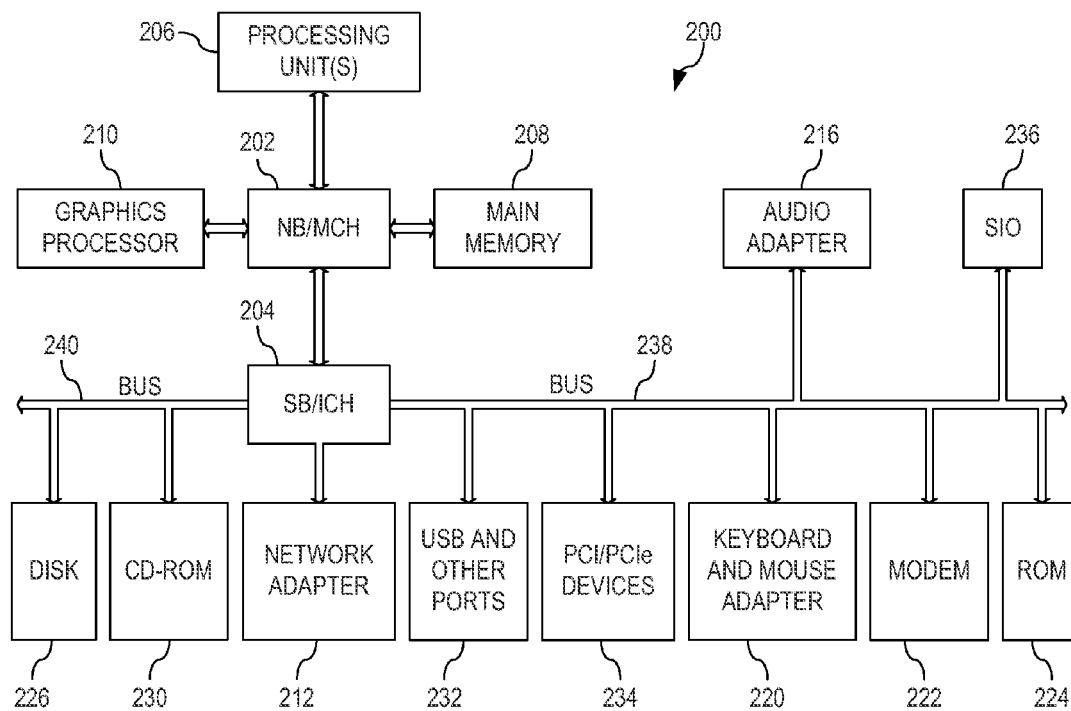 206
PROCESSING
UNIT(S)
200
210
202
208
216
236
GRAPHICS
PROCESSOR
NB/MCH
MAIN
MEMORY
AUDIO
ADAPTER
SIO
204
240
238
BUS
SB/ICH
BUS
DISK
CD-ROM
NETWORK
ADAPTER
USB AND
OTHER
PORTS
PCI/PCIe
DEVICES
KEYBOARD
AND MOUSE
ADAPTER
MODEM
ROM
226
230
212
232
234
220
222
224